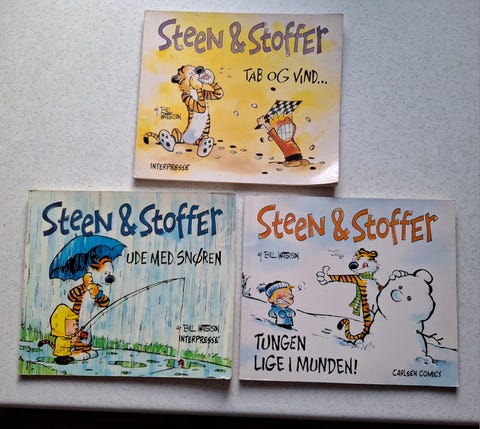 Steen & Stoffer
TAB OG VIND...
af BILL WATTERSON
INTERPRESSE
Steen & Stoffer
UDE MED SNØREN
af BILL WATTERSON
INTERPRESSE
Steen & Stoffer
af BILL WATTERSON
TUNGEN
LIGE I MUNDEN!
CARLSEN COMICS